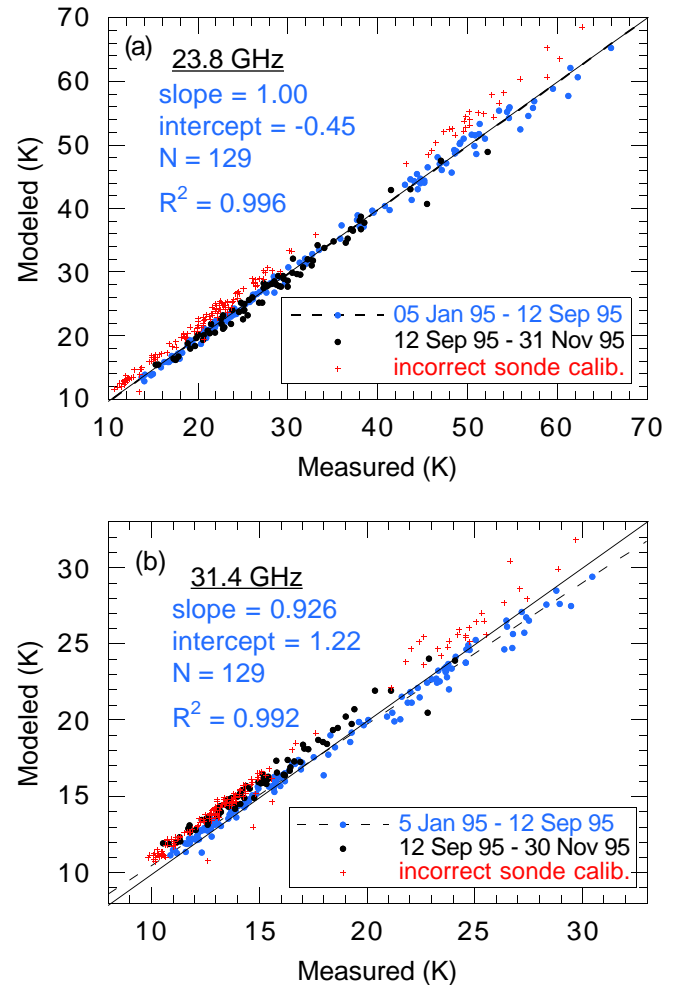 (a)
23.8 GHz
slope = 1.00
intercept = -0.45
N = 129
R² = 0.996
Modeled (K)
70
60
50
40
30
20
10
05 Jan 95 - 12 Sep 95
12 Sep 95 - 31 Nov 95
incorrect sonde calib.
10 20 30 40 50 60 70
Measured (K)
(b)
31.4 GHz
slope = 0.926
intercept = 1.22
N = 129
R² = 0.992
Modeled (K)
30
25
20
15
10
5 Jan 95 - 12 Sep 95
12 Sep 95 - 30 Nov 95
incorrect sonde calib.
10 15 20 25 30
Measured (K)